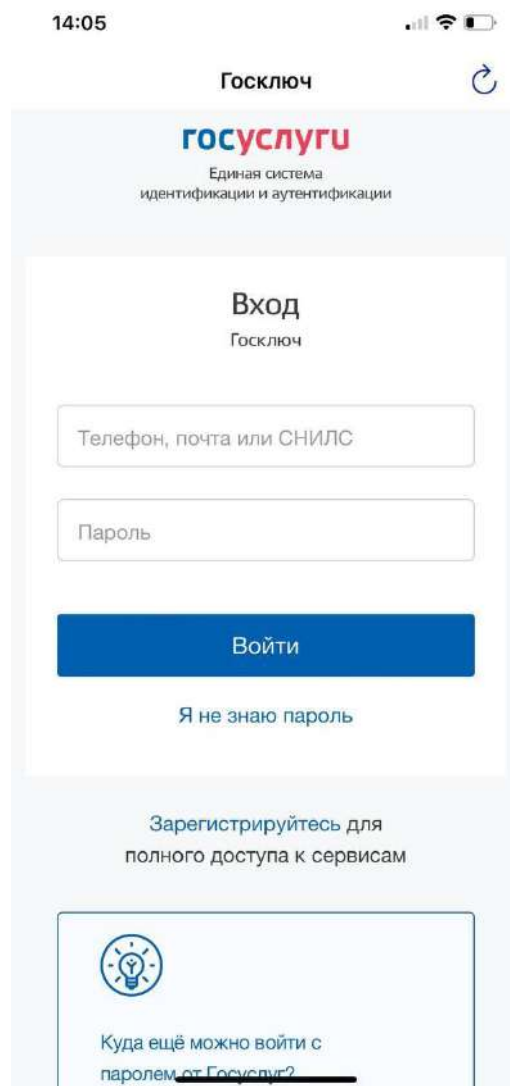 14:05
Госключ
госуслуги
Единая система
идентификации и аутентификации
Вход
Госключ
Телефон, почта или СНИЛС
Пароль
Войти
Я не знаю пароль
Зарегистрируйтесь для
полного доступа к сервисам
Куда ещё можно войти с
паролем от Госуслуг?